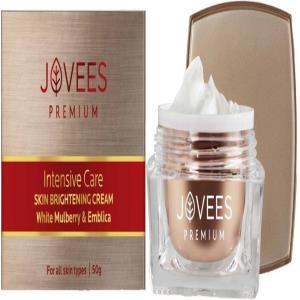 JOVEES
PREMIUM
Intensive Care
SKIN BRIGHTENING CREAM
White Mulberry & Emblica
For all skin types | 50g
JOVEES
PREMIUM